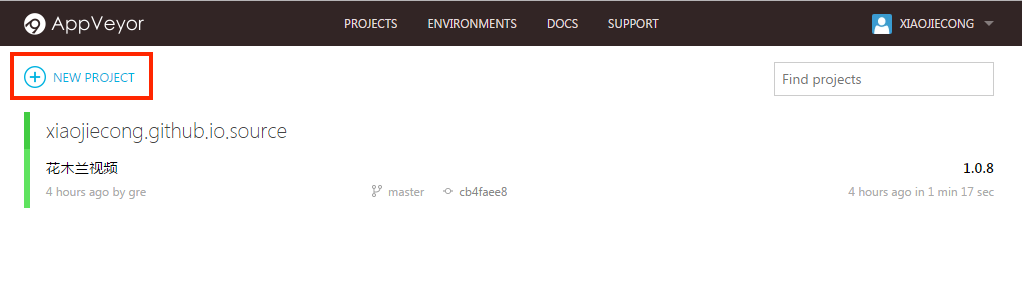 AppVeyor PROJECTS ENVIRONMENTS DOCS SUPPORT XIAOJIECONG
NEW PROJECT Find projects
xiaojiecong.github.io.source
花木兰视频 1.0.8
4 hours ago by gre master cb4faee8 4 hours ago in 1 min 17 sec